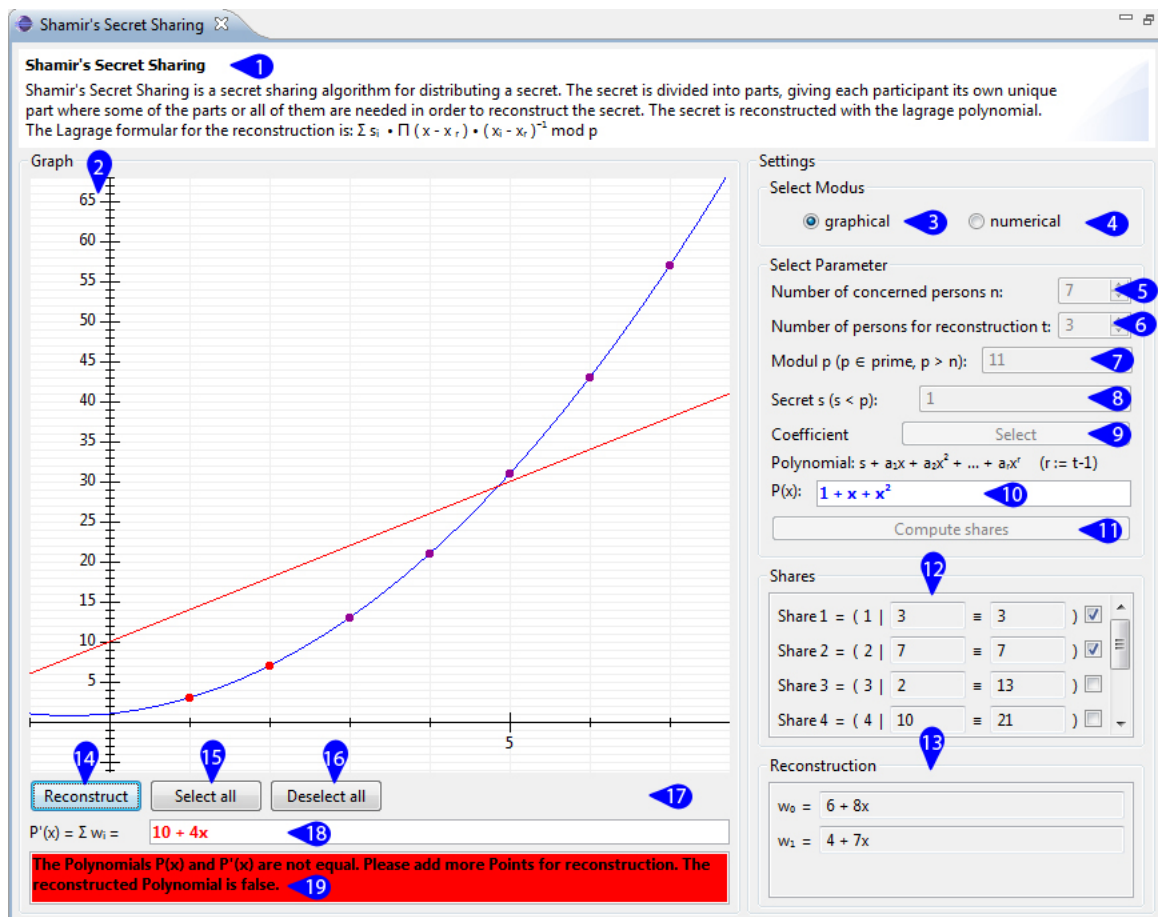 Shamir's Secret Sharing
Shamir's Secret Sharing 1
Shamir's Secret Sharing is a secret sharing algorithm for distributing a secret. The secret is divided into parts, giving each participant its own unique
part where some of the parts or all of them are needed in order to reconstruct the secret. The secret is reconstructed with the lagrage polynomial.
The Lagrage formular for the reconstruction is: Σ sᵢ • Π ( x - x ᵣ ) • ( xᵢ - xᵣ )⁻¹ mod p
Graph 2
65
60
55
50
45
40
35
30
25
20
15
10
5
5
14 15 16
Reconstruct Select all Deselect all 17
P'(x) = Σ wᵢ = 10 + 4x 18
The Polynomials P(x) and P'(x) are not equal. Please add more Points for reconstruction. The
reconstructed Polynomial is false. 19
Settings
Select Modus
graphical 3 numerical 4
Select Parameter
Number of concerned persons n: 7 5
Number of persons for reconstruction t: 3 6
Modul p (p ∈ prime, p > n): 11 7
Secret s (s < p): 1 8
Coefficient Select 9
Polynomial: s + a₁x + a₂x² + ... + aᵣxʳ (r := t-1)
P(x): 1 + x + x² 10
Compute shares 11
12
Shares
Share 1 = ( 1 | 3 ≡ 3 )
Share 2 = ( 2 | 7 ≡ 7 )
Share 3 = ( 3 | 2 ≡ 13 )
Share 4 = ( 4 | 10 ≡ 21 )
13
Reconstruction
w₀ = 6 + 8x
w₁ = 4 + 7x